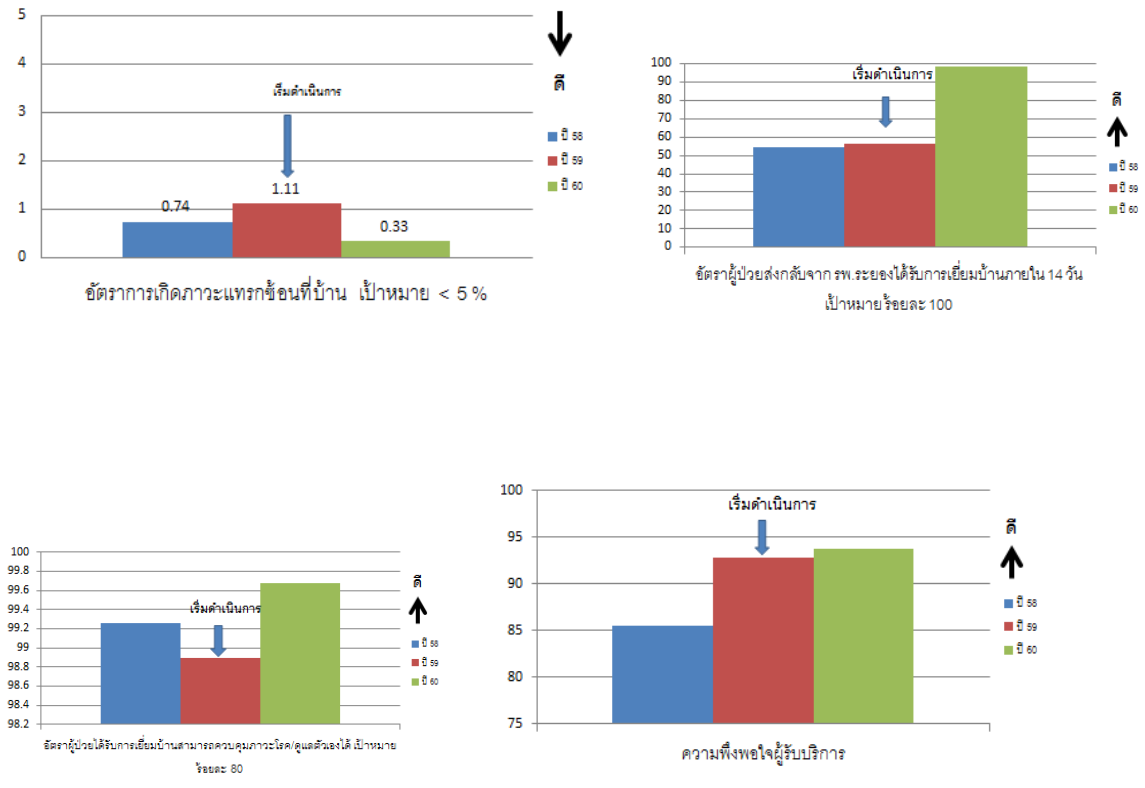 5
4
3
2
1
0
เริ่มดำเนินการ
0.74
1.11
0.33
ดี
ปี 58
ปี 59
ปี 60
อัตราการเกิดภาวะแทรกซ้อนที่บ้าน เป้าหมาย < 5 %
100
90
80
70
60
50
40
30
20
10
0
เริ่มดำเนินการ
ดี
ปี 58
ปี 59
ปี 60
อัตราผู้ป่วยส่งกลับจาก รพ.ระยองได้รับการเยี่ยมบ้านภายใน 14 วัน
เป้าหมายร้อยละ 100
100
99.8
99.6
99.4
99.2
99
98.8
98.6
98.4
98.2
เริ่มดำเนินการ
ดี
ปี 58
ปี 59
ปี 60
อัตราผู้ป่วยได้รับการเยี่ยมบ้านสามารถควบคุมภาวะโรค/ดูแลตัวเองได้ เป้าหมาย
ร้อยละ 80
100
95
90
85
80
75
เริ่มดำเนินการ
ดี
ปี 58
ปี 59
ปี 60
ความพึงพอใจผู้รับบริการ